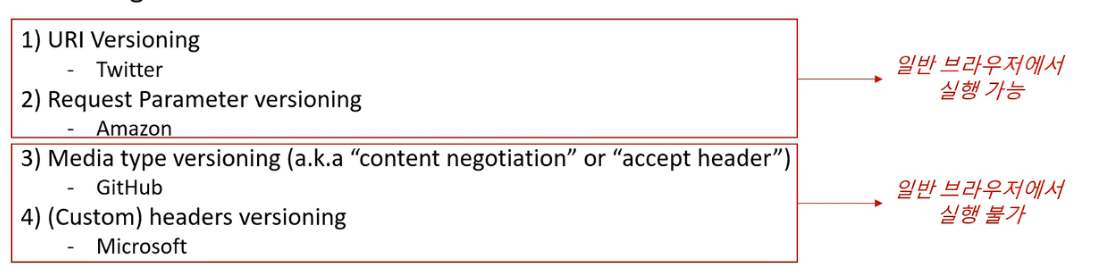 1) URI Versioning
- Twitter
2) Request Parameter versioning
- Amazon
일반 브라우저에서
실행 가능
3) Media type versioning (a.k.a “content negotiation” or “accept header”)
- GitHub
4) (Custom) headers versioning
- Microsoft
일반 브라우저에서
실행 불가